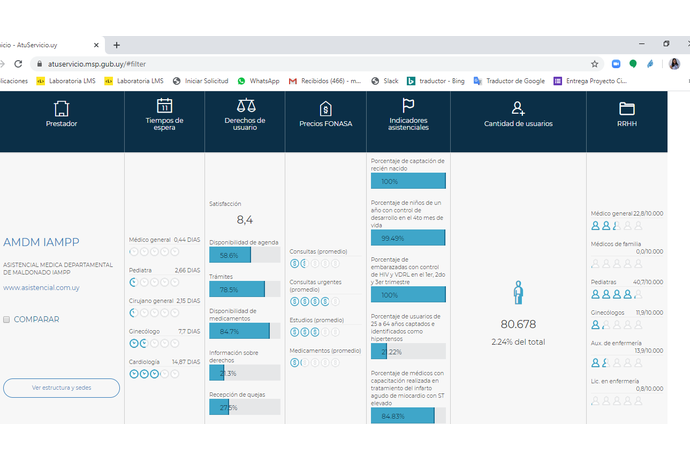 icio - AtuServicio.uy
atuservicio.msp.gub.uy/#filter
plicaciones
Laboratoria LMS
Laboratoria LMS
Iniciar Solicitud
WhatsApp
Recibidos (466) - m...
Slack
traductor - Bing
Traductor de Google
Entrega Proyecto Ci...
Prestador
Tiempos de
espera
Derechos de
usuario
Precios FONASA
Indicadores
asistenciales
Cantidad de usuarios
RRHH
AMDM IAMPP
ASISTENCIAL MEDICA DEPARTAMENTAL
DE MALDONADO IAMPP
www.asistencial.com.uy
COMPARAR
Ver estructura y sedes
Médico general 0,44 DIAS
Pediatra 2,66 DIAS
Cirujano general 2,15 DIAS
Ginecólogo 7,7 DIAS
Cardiología 14,87 DIAS
Satisfacción
8,4
Disponibilidad de agenda
58.6%
Trámites
78.5%
Disponibilidad de
medicamentos
84.7%
Información sobre
derechos
21.3%
Recepción de quejas
27.5%
Consultas (promedio)
Consultas urgentes
(promedio)
Estudios (promedio)
Medicamentos (promedio)
Porcentaje de captación de
recién nacido
100%
Porcentaje de niños de un
año con control de
desarrollo en el 4to mes de
vida
99.49%
Porcentaje de
embarazadas con control
de HIV y VDRL en el 1er, 2do
y 3er trimestre
100%
Porcentaje de usuarios de
25 a 64 años captados e
identificados como
hipertensos
21.22%
Porcentaje de médicos con
capacitación realizada en
tratamiento del infarto
agudo de miocardio con ST
elevado
84.83%
80.678
2.24% del total
Médico general 22,8/10.000
Médicos de familia
0,0/10.000
Pediatras 40,7/10.000
Ginecólogos 11,9/10.000
Aux. de enfermería
13,9/10.000
Lic. en enfermería
0,8/10.000